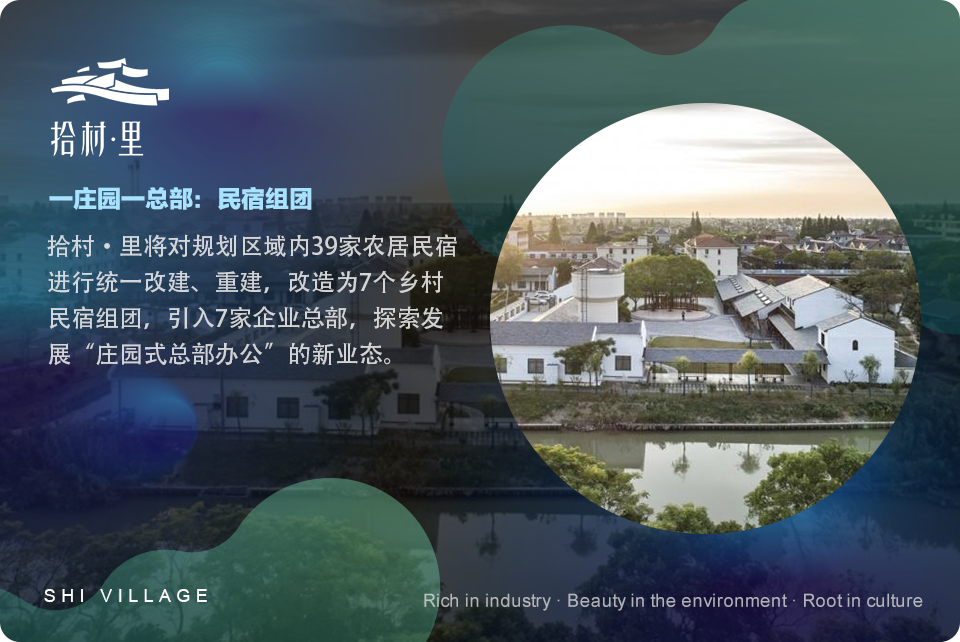 拾村·里
一庄园一总部：民宿组团
拾村·里将对规划区域内39家农居民宿
进行统一改建、重建，改造为7个乡村
民宿组团，引入7家企业总部，探索发
展“庄园式总部办公”的新业态。
SHI VILLAGE
Rich in industry · Beauty in the environment · Root in culture